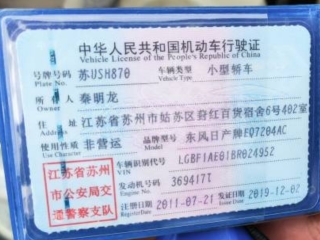 中华人民共和国机动车行驶证
Vehicle License of the People's Republic of China
号牌号码 苏USH870 车辆类型 小型轿车
Plate No. Vehicle Type
所有人 秦明龙
Owner
住址 江苏省苏州市姑苏区葑红百货宿舍6号402室
Address
使用性质 非营运 品牌型号 东风日产牌EQ7204AC
Use Character Model
江苏省苏州市公安局交通警察支队
车辆识别代号 LGBF1AE01BR024952
VIN
发动机号码 369417T
Engine No.
注册日期 2011-07-21 发证日期 2019-12-02
Register Date Issue Date